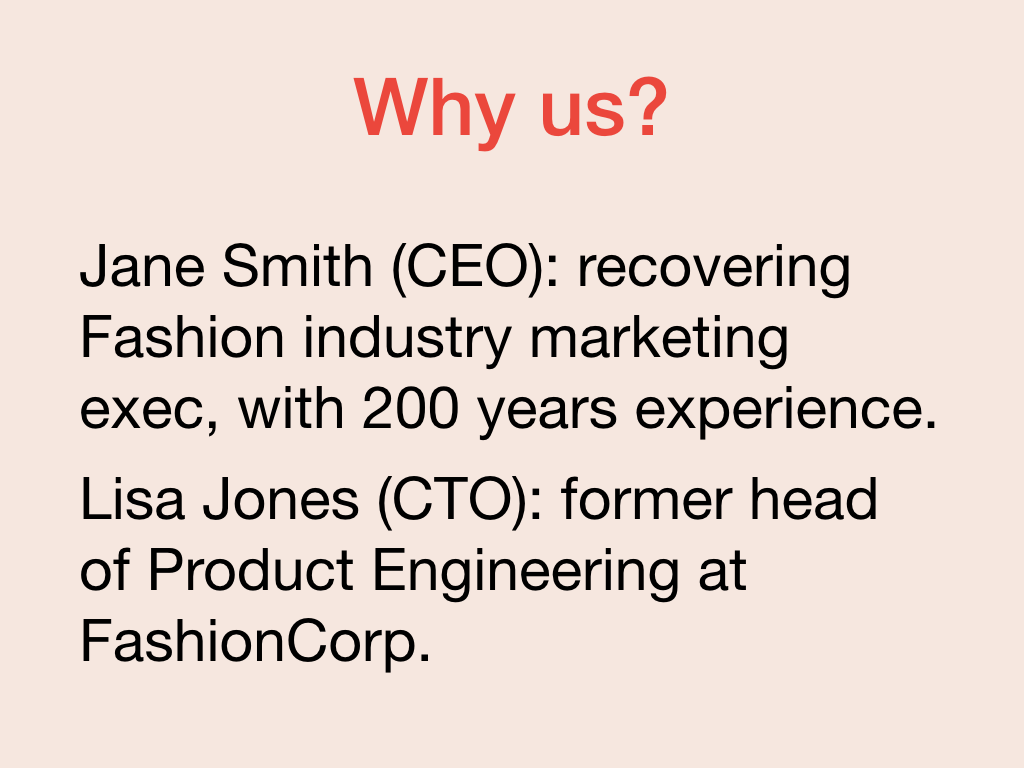 Why us?
Jane Smith (CEO): recovering
Fashion industry marketing
exec, with 200 years experience.
Lisa Jones (CTO): former head
of Product Engineering at
FashionCorp.